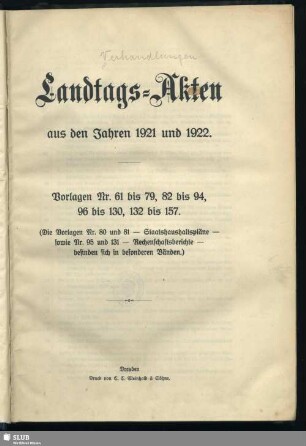 Verhandlungen
Landtags-Akten
aus den Jahren 1921 und 1922.
Vorlagen Nr. 61 bis 79, 82 bis 94,
96 bis 130, 132 bis 157.
(Die Vorlagen Nr. 80 und 81 — Staatshaushaltspläne —
sowie Nr. 95 und 131 — Rechenschaftsberichte —
befinden sich in besonderen Bänden.)
Dresden
Druck von C. C. Meinhold & Söhne.
SLUB